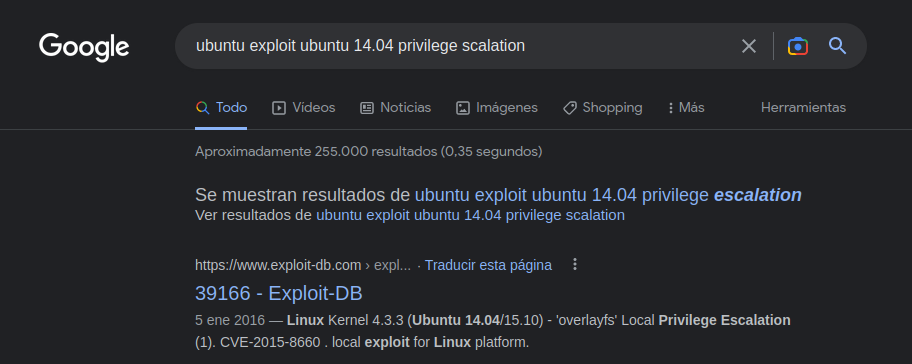 Google ubuntu exploit ubuntu 14.04 privilege scalation
Todo Videos Noticias Imágenes Shopping Más Herramientas
Aproximadamente 255.000 resultados (0,35 segundos)
Se muestran resultados de ubuntu exploit ubuntu 14.04 privilege escalation
Ver resultados de ubuntu exploit ubuntu 14.04 privilege scalation
https://www.exploit-db.com › expl... · Traducir esta página
39166 - Exploit-DB
5 ene 2016 — Linux Kernel 4.3.3 (Ubuntu 14.04/15.10) - 'overlayfs' Local Privilege Escalation
(1). CVE-2015-8660 . local exploit for Linux platform.